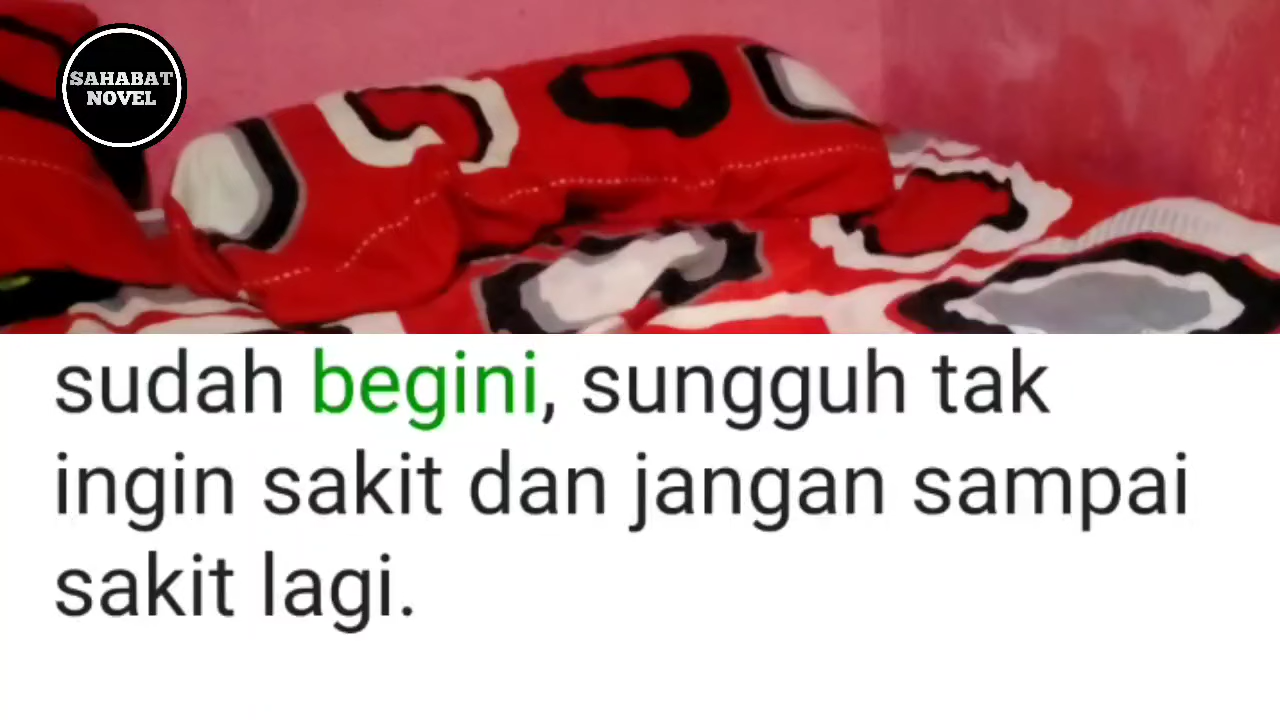 SAHABAT
NOVEL
sudah begini, sungguh tak
ingin sakit dan jangan sampai
sakit lagi.